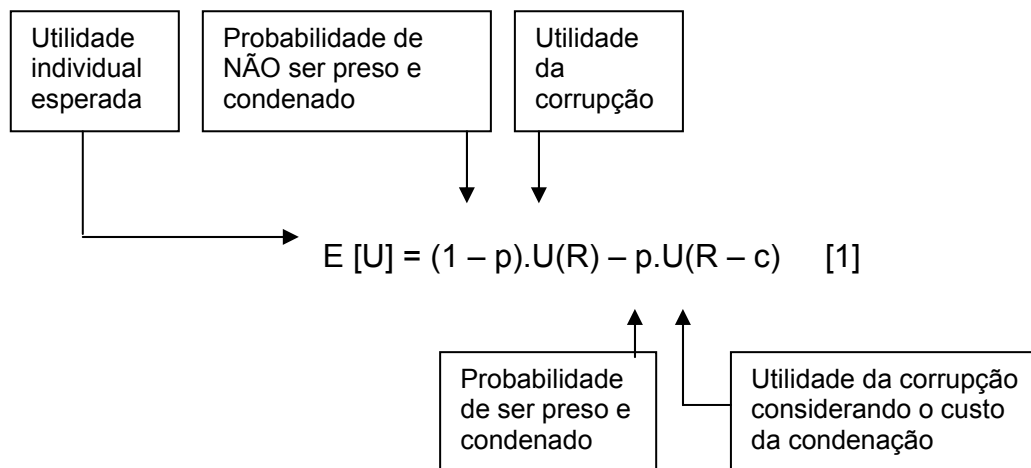 Utilidade
individual
esperada
Probabilidade de
NÃO ser preso e
condenado
Utilidade
da
corrupção
E [U] = (1 – p).U(R) – p.U(R – c) [1]
Probabilidade
de ser preso e
condenado
Utilidade da corrupção
considerando o custo
da condenação